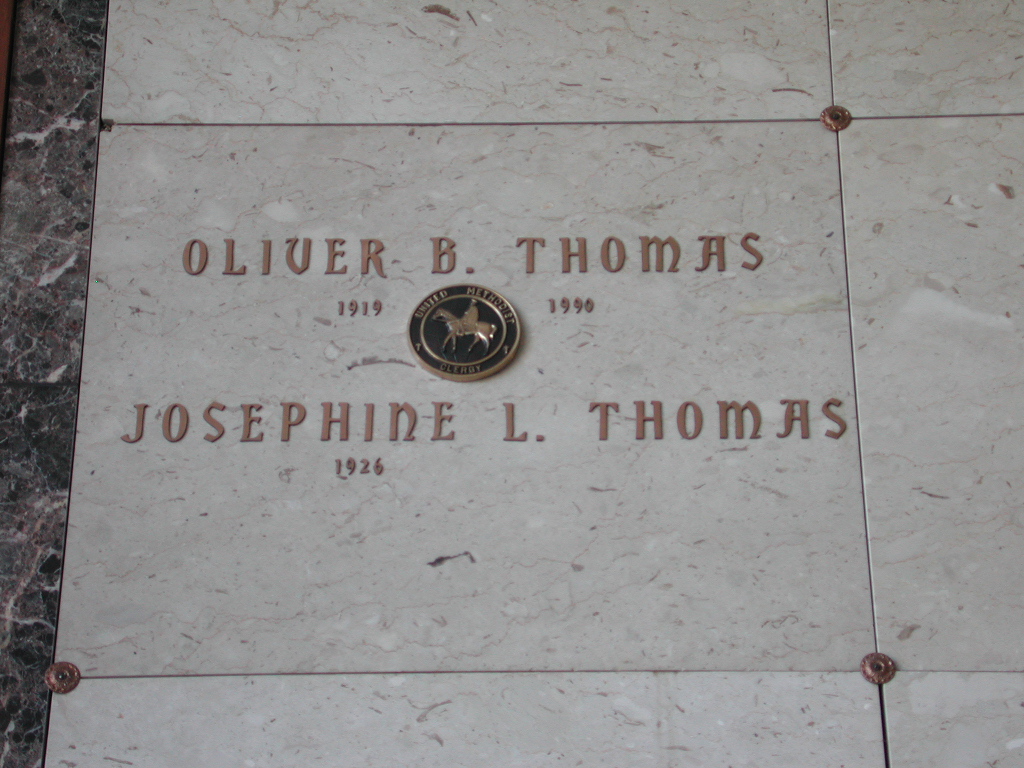 OLIVER B. THOMAS
1919 1990
UNITED METHODIST
CLERGY
JOSEPHINE L. THOMAS
1926